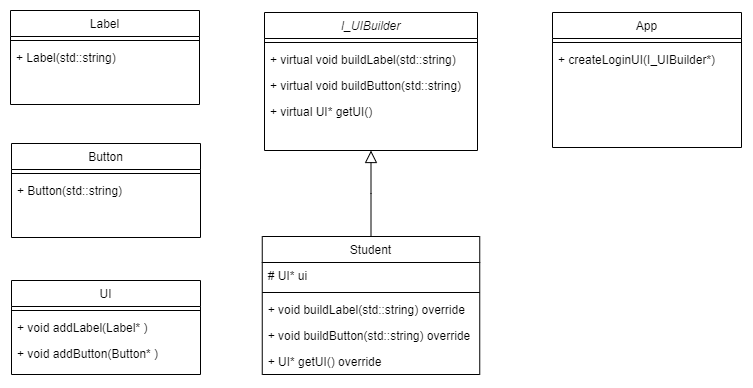 Label
+ Label(std::string)
Button
+ Button(std::string)
UI
+ void addLabel(Label* )
+ void addButton(Button* )
I_UIBuilder
+ virtual void buildLabel(std::string)
+ virtual void buildButton(std::string)
+ virtual UI* getUI()
Student
# UI* ui
+ void buildLabel(std::string) override
+ void buildButton(std::string) override
+ UI* getUI() override
App
+ createLoginUI(I_UIBuilder*)